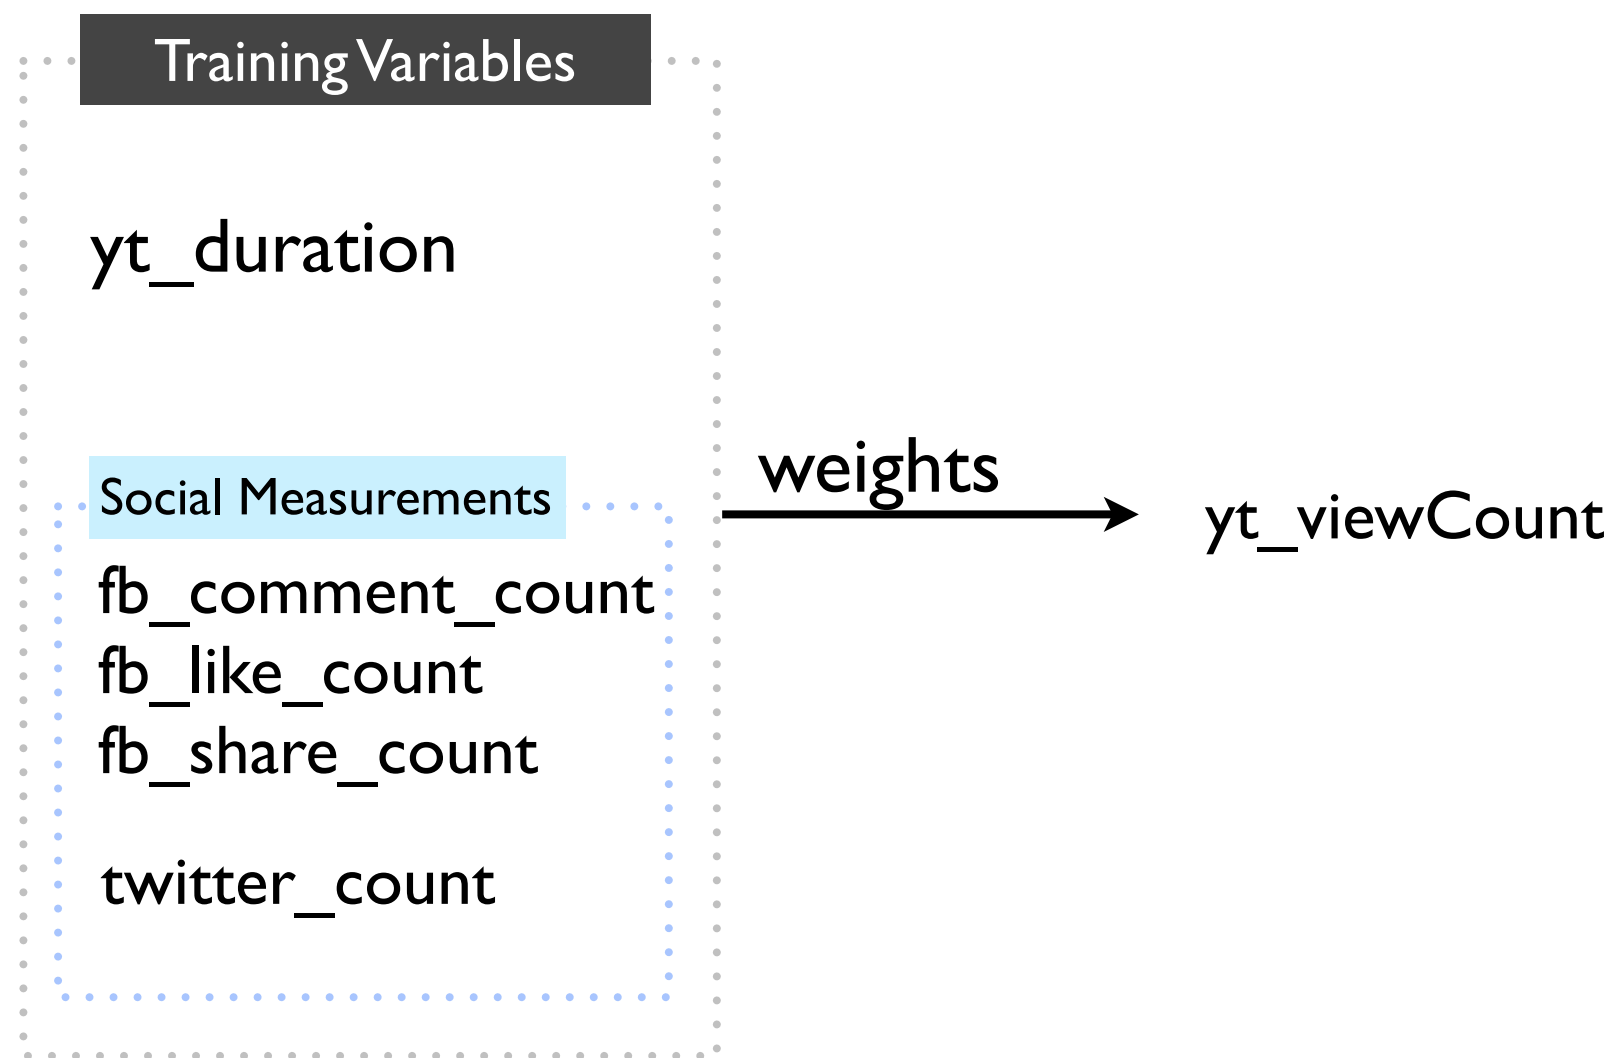 Training Variables
yt_duration
Social Measurements
fb_comment_count
fb_like_count
fb_share_count
twitter_count
weights
yt_viewCount